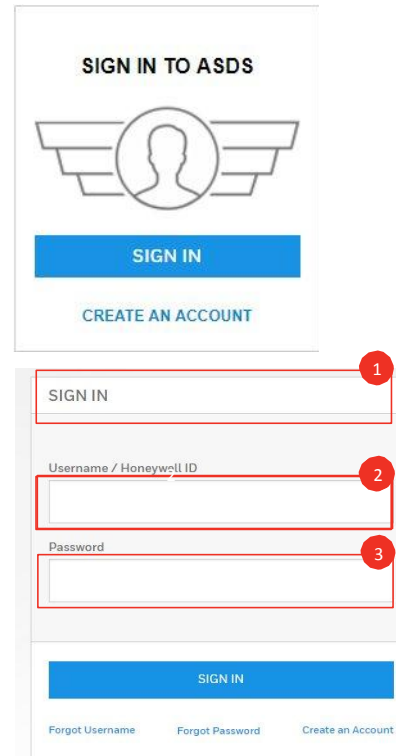 SIGN IN TO ASDS
SIGN IN
CREATE AN ACCOUNT
1
SIGN IN
Username / Honeywell ID
2
2
Password
3
SIGN IN
Forgot Username Forgot Password Create an Account